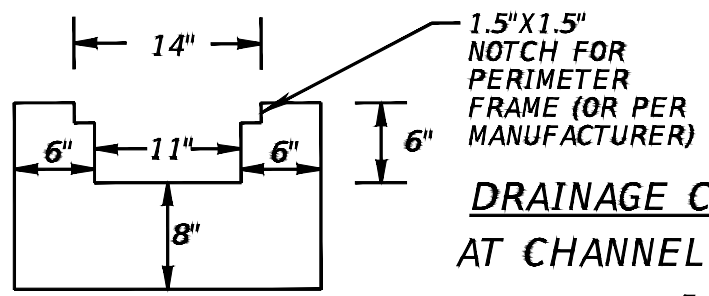 14"
1.5"X1.5"
NOTCH FOR
PERIMETER
FRAME (OR PER
MANUFACTURER)
6"
11"
6"
6"
8"
DRAINAGE C
AT CHANNEL